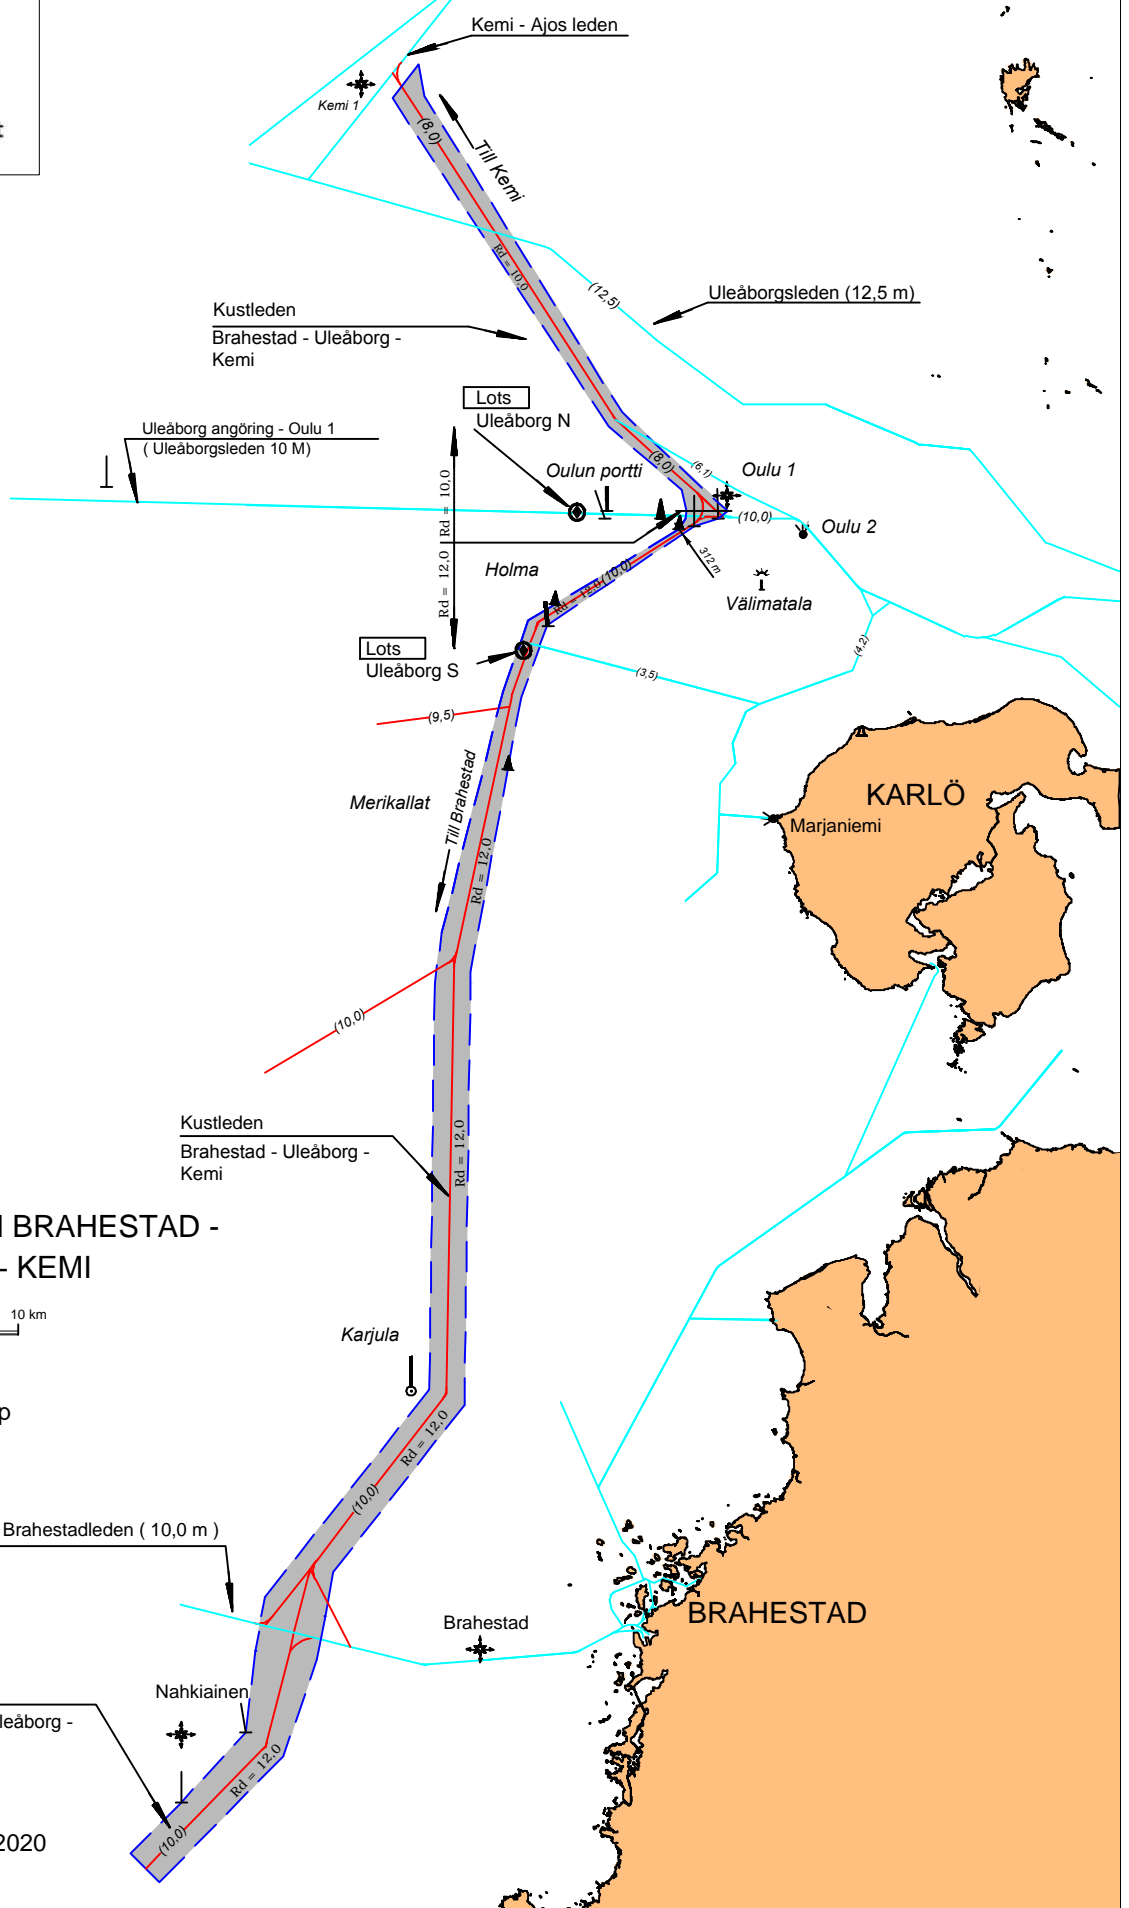 Kemi - Ajos leden
Kemi 1
(8,0)
Till Kemi
Rd = 10,0
(12,5)
Uleåborgsleden (12,5 m)
Kustleden
Brahestad - Uleåborg -
Kemi
Lots
Uleåborg N
Uleåborg angöring - Oulu 1
( Uleåborgsleden 10 M)
Oulun portti
(8,0)
(6,1)
Oulu 1
Rd = 10,0
(10,0)
Oulu 2
312 m
Rd = 12,0
Holma
Rd = 12,0 (10,0)
Välimatala
Lots
Uleåborg S
(3,5)
(4,2)
(9,5)
Till Brahestad
Merikallat
KARLÖ
Marjaniemi
Rd = 12,0
(10,0)
Kustleden
Brahestad - Uleåborg -
Kemi
Rd = 12,0
BRAHESTAD -
- KEMI
10 km
Karjula
p
Rd = 12,0
(10,0)
Brahestadleden ( 10,0 m )
Brahestad
BRAHESTAD
Nahkiainen
leåborg -
Rd = 12,0
(10,0)
2020